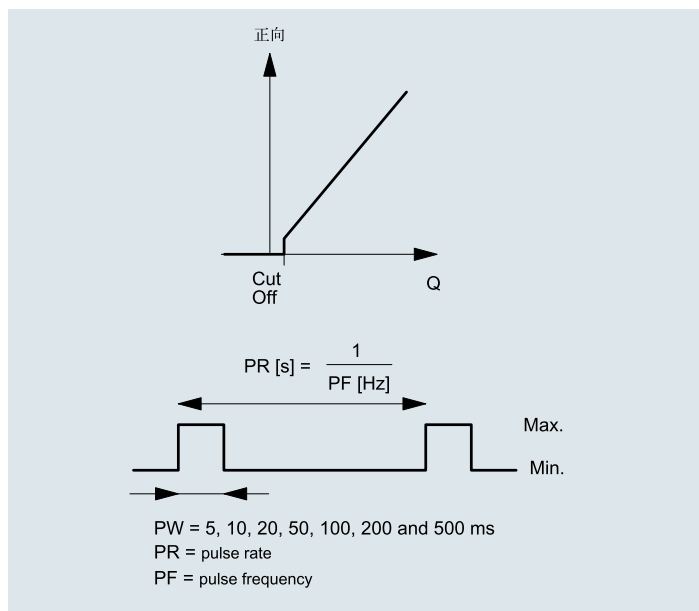 正向
Cut
Off
Q
PR [s] = 1
PF [Hz]
Max.
Min.
PW = 5, 10, 20, 50, 100, 200 and 500 ms
PR = pulse rate
PF = pulse frequency